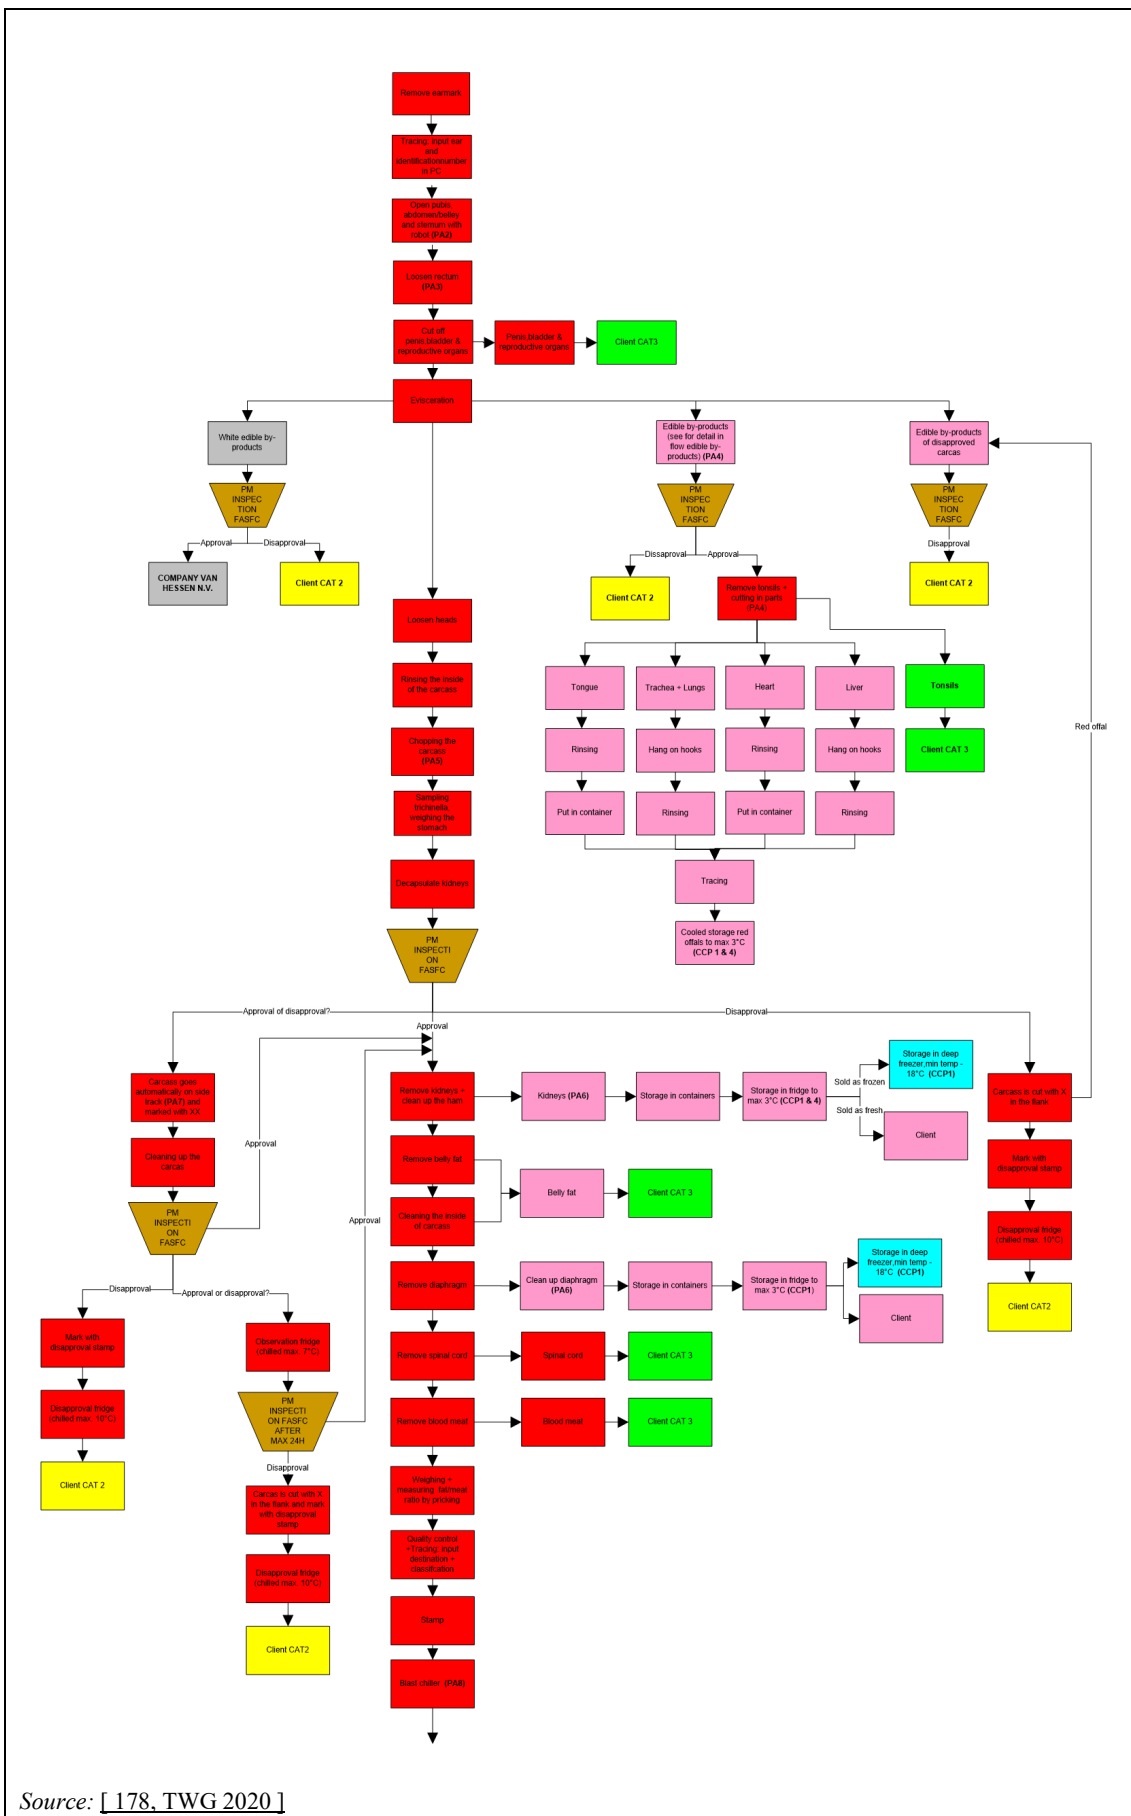 Remove earmark
Tracing: input ear
and
identificationnumber
in PC
Open pubis,
abdomen/belley
and sternum with
robot (PA2)
Lousen rectum
(PA3)
Cut off
penis,bladder &
reproductive organs
Penis,bladder &
reproductive organs
Client CAT3
Evisceration
White edible by-
products
PM
INSPEC
TION
FASFC
Approval
Disapproval
COMPANY VAN
HESSEN N.V.
Client CAT 2
Edible by-products
(see for detail in
flow edible by-
products) (PA4)
PM
INSPEC
TION
FASFC
Dissaproval
Approval
Client CAT 2
Remove tonsils +
cutting in parts
(PA4)
Edible by-products
of disapproved
carcas
PM
INSPEC
TION
FASFC
Disapproval
Client CAT 2
Red offal
Tongue
Trachea + Lungs
Heart
Liver
Tonsils
Rinsing
Hang on hooks
Rinsing
Hang on hooks
Client CAT 3
Put in container
Rinsing
Put in container
Rinsing
Tracing
Cooled storage red
offals to max 3°C
(CCP 1 & 4)
Loosen heads
Rinsing the inside
of the carcass
Chopping the
carcass
(PA5)
Sampling
trichinella,
weighing the
stomach
Decapsulate kidneys
PM
INSPECTI
ON
FASFC
Approval of disapproval?
Approval
Disapproval
Carcass goes
automatically on side
track (PA7) and
marked with XX
Cleaning up the
carcas
PM
INSPECTI
ON
FASFC
Approval
Approval
Disapproval
Approval or disapproval?
Mark with
disapproval stamp
Disapproval fridge
(chilled max. 10°C)
Client CAT 2
Observation fridge
(chilled max. 7°C)
PM
INSPECTI
ON FASFC
AFTER
MAX 24H
Disapproval
Carcas is cut with X
in the flank and mark
with disapproval
stamp
Disapproval fridge
(chilled max. 10°C)
Client CAT2
Remove kidneys +
clean up the ham
Kidneys (PA6)
Storage in containers
Storage in fridge to
max 3°C (CCP1 & 4)
Sold as frozen
Sold as fresh
Storage in deep
freezer,min temp -
18°C (CCP1)
Client
Remove belly fat
Cleaning the inside
of carcass
Belly fat
Client CAT 3
Remove diaphragm
Clean up diaphragm
(PA6)
Storage in containers
Storage in fridge to
max 3°C (CCP1)
Storage in deep
freezer,min temp -
18°C (CCP1)
Client
Remove spinal cord
Spinal cord
Client CAT 3
Remove blood meat
Blood meat
Client CAT 3
Weighing +
measuring fat/meat
ratio by pricking
Quality control
+Tracing: input
destination +
classifcation
Stamp
Blast chiller (PA8)
Carcass is cut with X
in the flank
Mark with
disapproval stamp
Disapproval fridge
(chilled max. 10°C)
Client CAT2
Source: [ 178, TWG 2020 ]